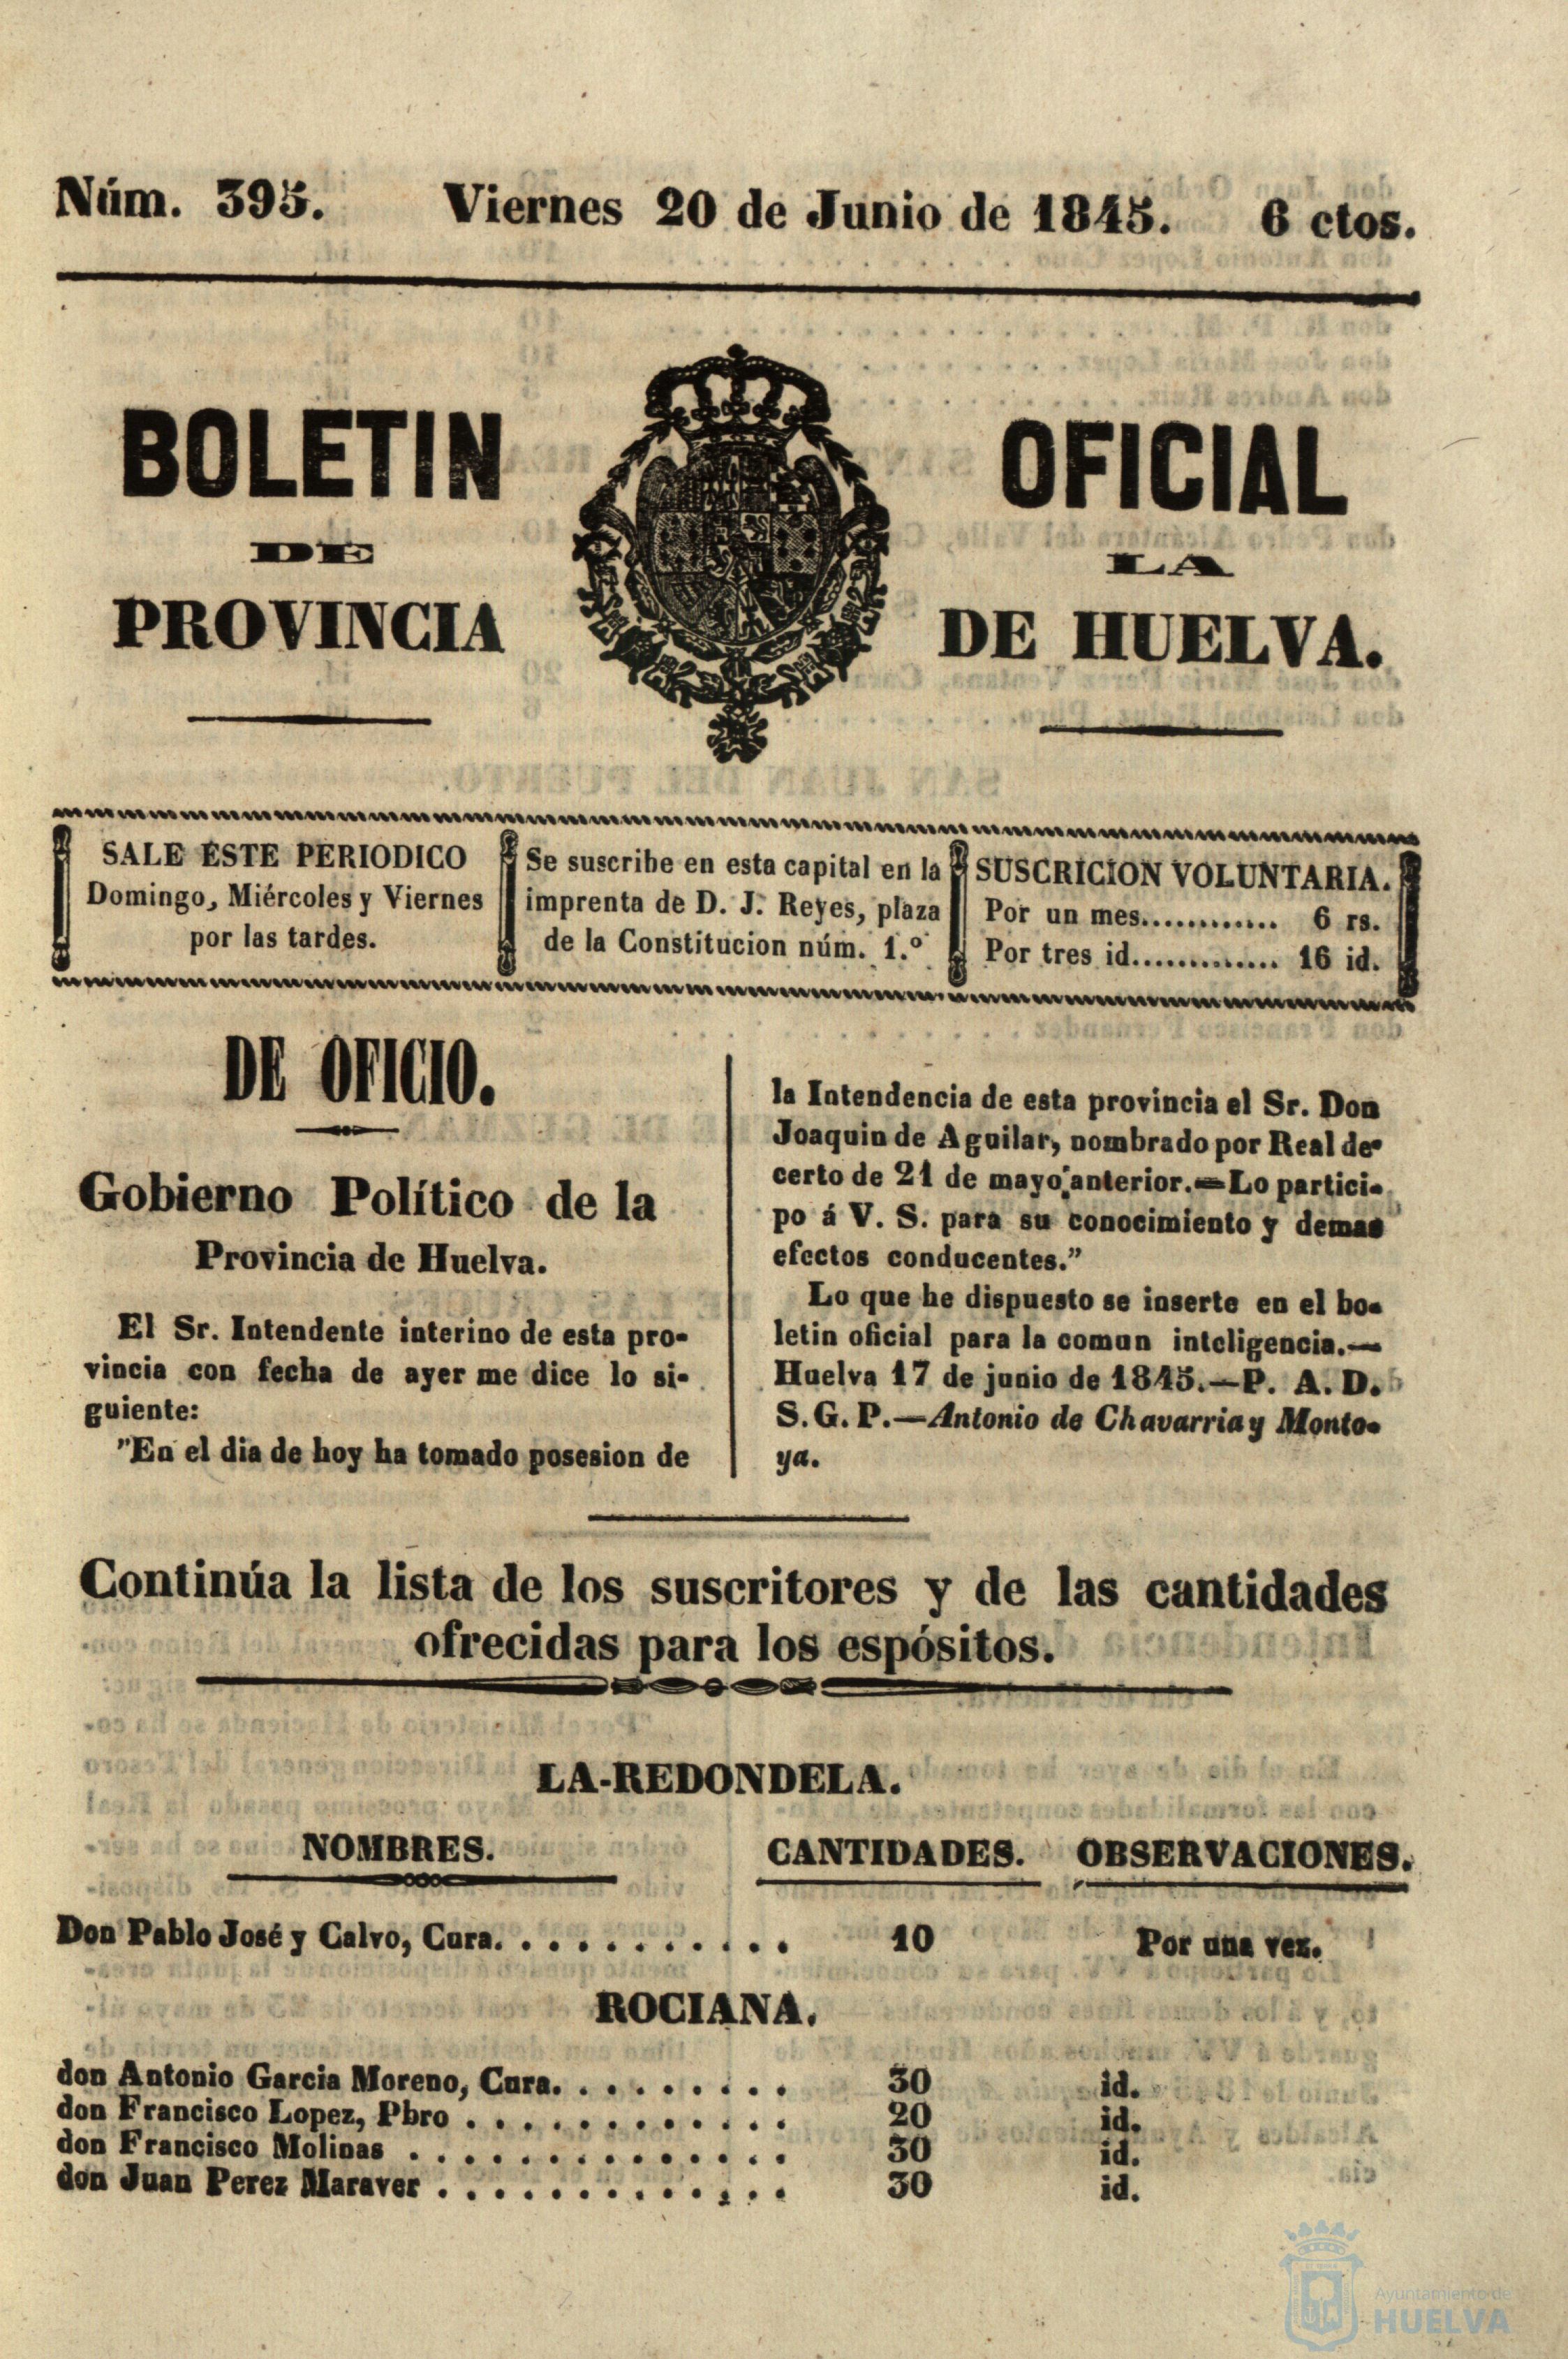 Núm. 395. Viernes 20 de Junio de 1845. 6 ctos.
BOLETIN OFICIAL
DE LA
PROVINCIA DE HUELVA.
SALE ESTE PERIODICO
Domingo, Miércoles y Viernes
por las tardes.
Se suscribe en esta capital en la
imprenta de D. J. Reyes, plaza
de la Constitucion núm. 1.º
SUSCRICION VOLUNTARIA.
Por un mes............ 6 rs.
Por tres id............. 16 id.
DE OFICIO.
Gobierno Político de la
Provincia de Huelva.
El Sr. Intendente interino de esta pro-
vincia con fecha de ayer me dice lo si-
guiente:
"En el dia de hoy ha tomado posesion de
la Intendencia de esta provincia el Sr. Don
Joaquin de Aguilar, nombrado por Real de-
certo de 21 de mayo anterior.=Lo partici-
po á V. S. para su conocimiento y demas
efectos conducentes."
Lo que he dispuesto se inserte en el bo-
letin oficial para la comun inteligencia.—
Huelva 17 de junio de 1845.—P. A. D.
S. G. P.—Antonio de Chavarria y Monto-
ya.
Continúa la lista de los suscritores y de las cantidades
ofrecidas para los espósitos.
LA-REDONDELA.
NOMBRES. CANTIDADES. OBSERVACIONES.
Don Pablo José y Calvo, Cura. . . . . . . . . . . 10 Por una vez.
ROCIANA.
don Antonio Garcia Moreno, Cura. . . . . . . . . 30 id.
don Francisco Lopez, Pbro . . . . . . . . . . . . 20 id.
don Francisco Molinas . . . . . . . . . . . . . . 30 id.
don Juan Perez Maraver . . . . . . . . . . . . . 30 id.
Ayuntamiento de
HUELVA